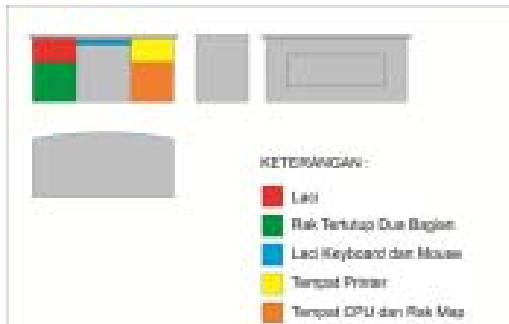 KETERANGAN :
Laci
Rak Tertutup Dua Bagian
Laci Keyboard dan Mouse
Tempat Printer
Tempat CPU dan Rak Map